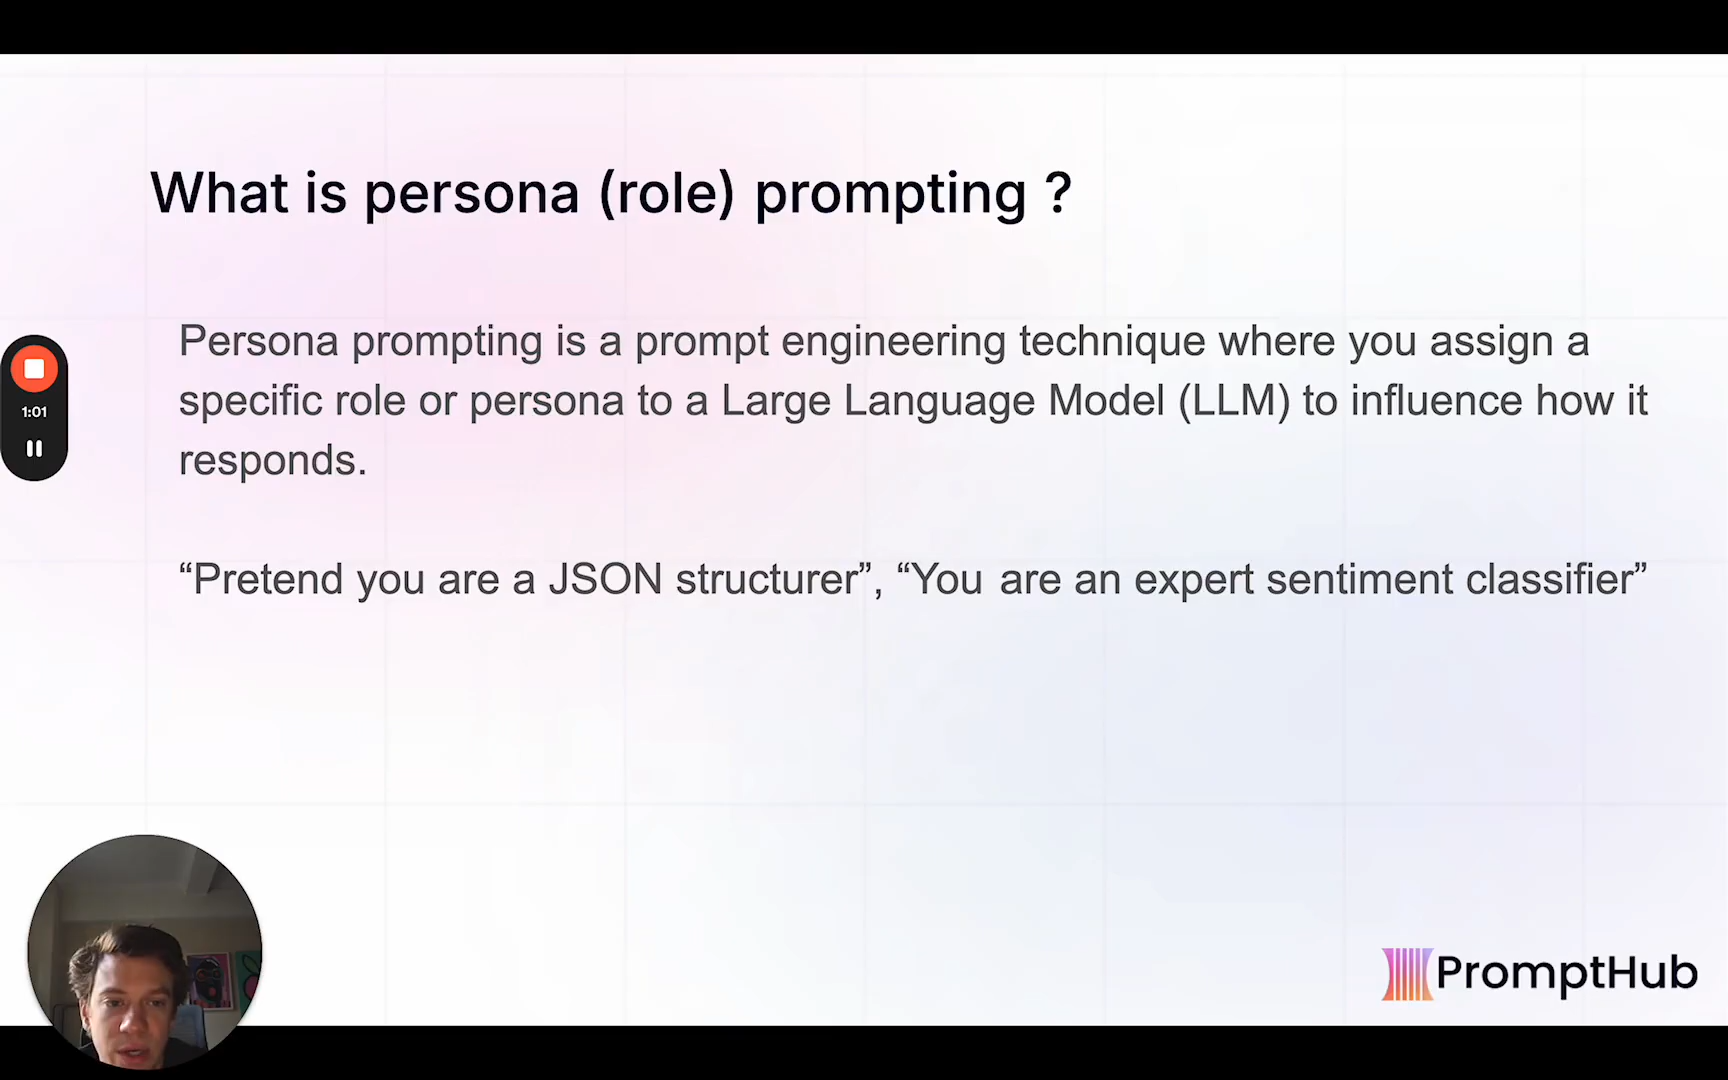 What is persona (role) prompting ?
Persona prompting is a prompt engineering technique where you assign a
specific role or persona to a Large Language Model (LLM) to influence how it
responds.
“Pretend you are a JSON structurer”, “You are an expert sentiment classifier”
1:01
PromptHub